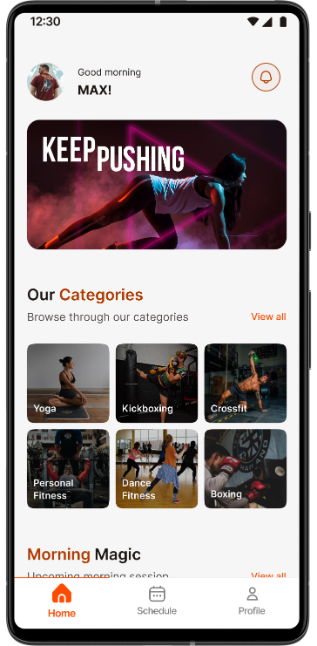 12:30
Good morning
MAX!
KEEP PUSHING
Our Categories
Browse through our categories
View all
Yoga
Kickboxing
Crossfit
Personal
Fitness
Dance
Fitness
Boxing
Morning Magic
Upcoming morning session
View all
Home
Schedule
Profile